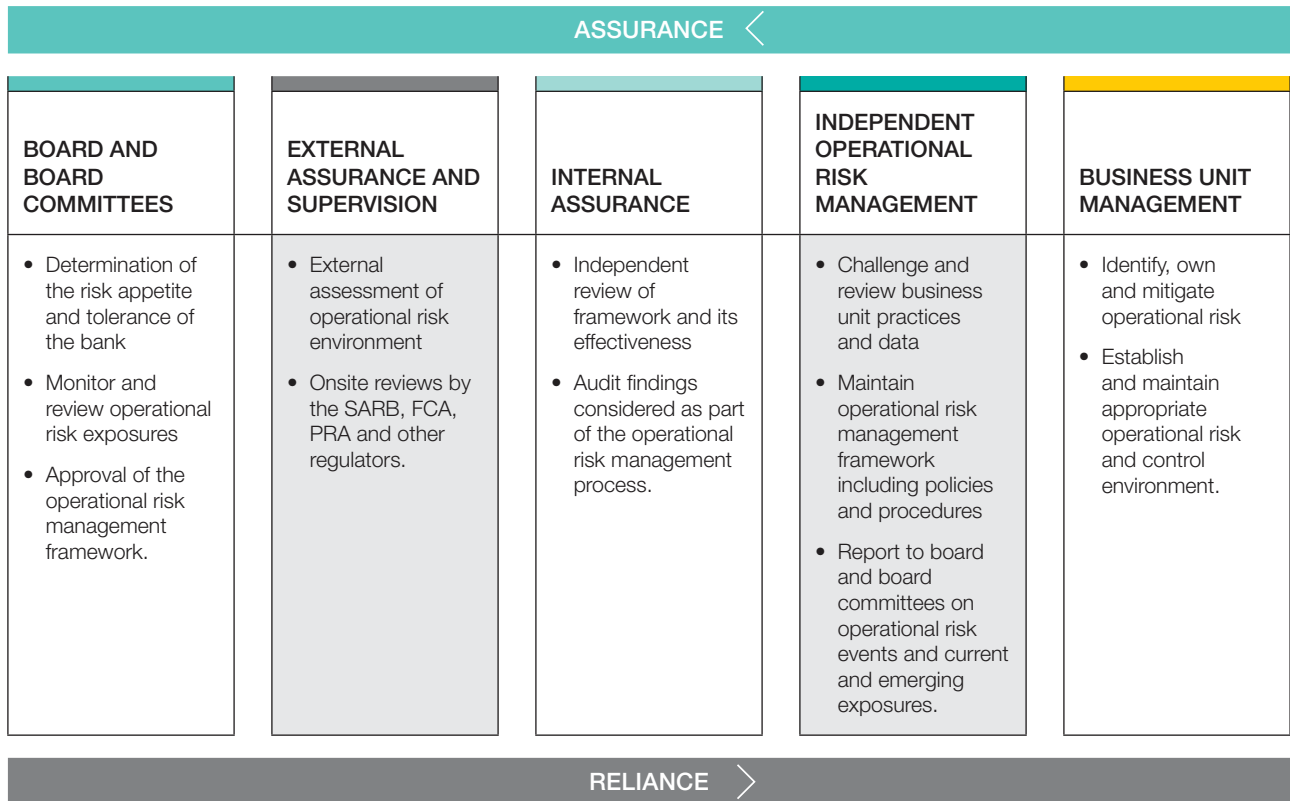 ASSURANCE
BOARD AND
BOARD
COMMITTEES
• Determination of
the risk appetite
and tolerance of
the bank
• Monitor and
review operational
risk exposures
• Approval of the
operational risk
management
framework.
EXTERNAL
ASSURANCE AND
SUPERVISION
• External
assessment of
operational risk
environment
• Onsite reviews by
the SARB, FCA,
PRA and other
regulators.
INTERNAL
ASSURANCE
• Independent
review of
framework and its
effectiveness
• Audit findings
considered as part
of the operational
risk management
process.
INDEPENDENT
OPERATIONAL
RISK
MANAGEMENT
• Challenge and
review business
unit practices
and data
• Maintain
operational risk
management
framework
including policies
and procedures
• Report to board
and board
committees on
operational risk
events and current
and emerging
exposures.
BUSINESS UNIT
MANAGEMENT
• Identify, own
and mitigate
operational risk
• Establish
and maintain
appropriate
operational risk
and control
environment.
RELIANCE